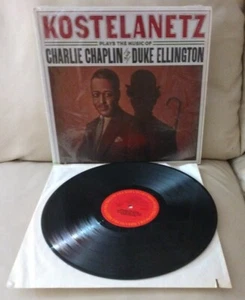 KOSTELANETZ
PLAYS THE MUSIC OF
CHARLIE CHAPLIN & DUKE ELLINGTON